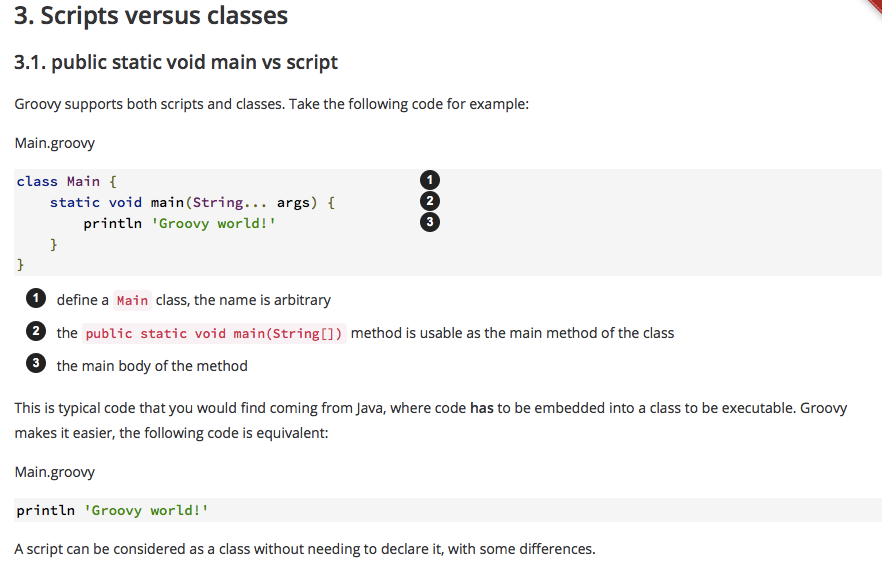 3. Scripts versus classes
3.1. public static void main vs script
Groovy supports both scripts and classes. Take the following code for example:
Main.groovy
class Main { 1
    static void main(String... args) { 2
        println 'Groovy world!' 3
    }
}
1 define a Main class, the name is arbitrary
2 the public static void main(String[]) method is usable as the main method of the class
3 the main body of the method
This is typical code that you would find coming from Java, where code has to be embedded into a class to be executable. Groovy
makes it easier, the following code is equivalent:
Main.groovy
println 'Groovy world!'
A script can be considered as a class without needing to declare it, with some differences.